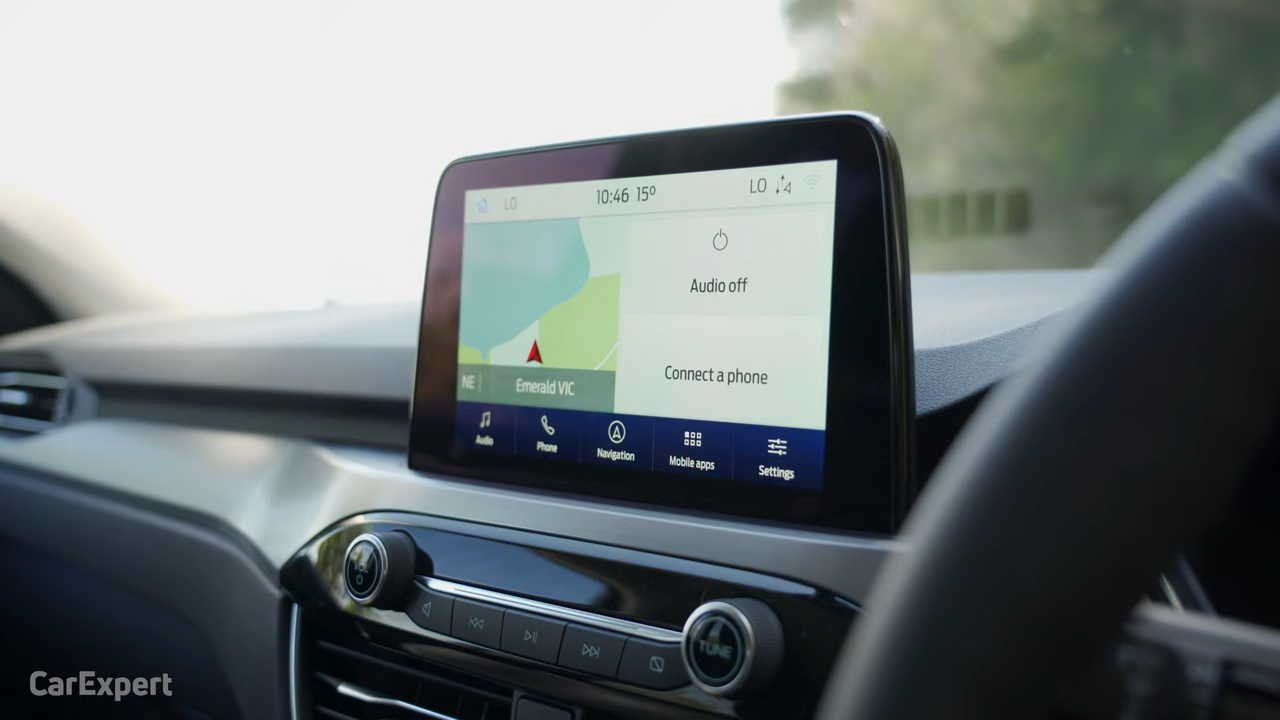 LO 10:46 15° LO
Audio off
Connect a phone
NE Emerald VIC
Audio Phone Navigation Mobile apps Settings
VOL
TUNE
CarExpert